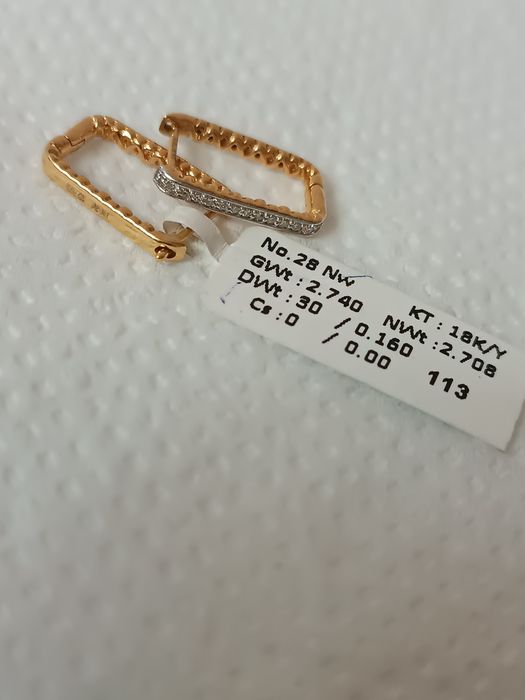 No.28 Nw
GWt : 2.740 KT : 18K/Y
DWt : 30 / 0.160 NWt : 2.708
Cs : 0 / 0.00 113